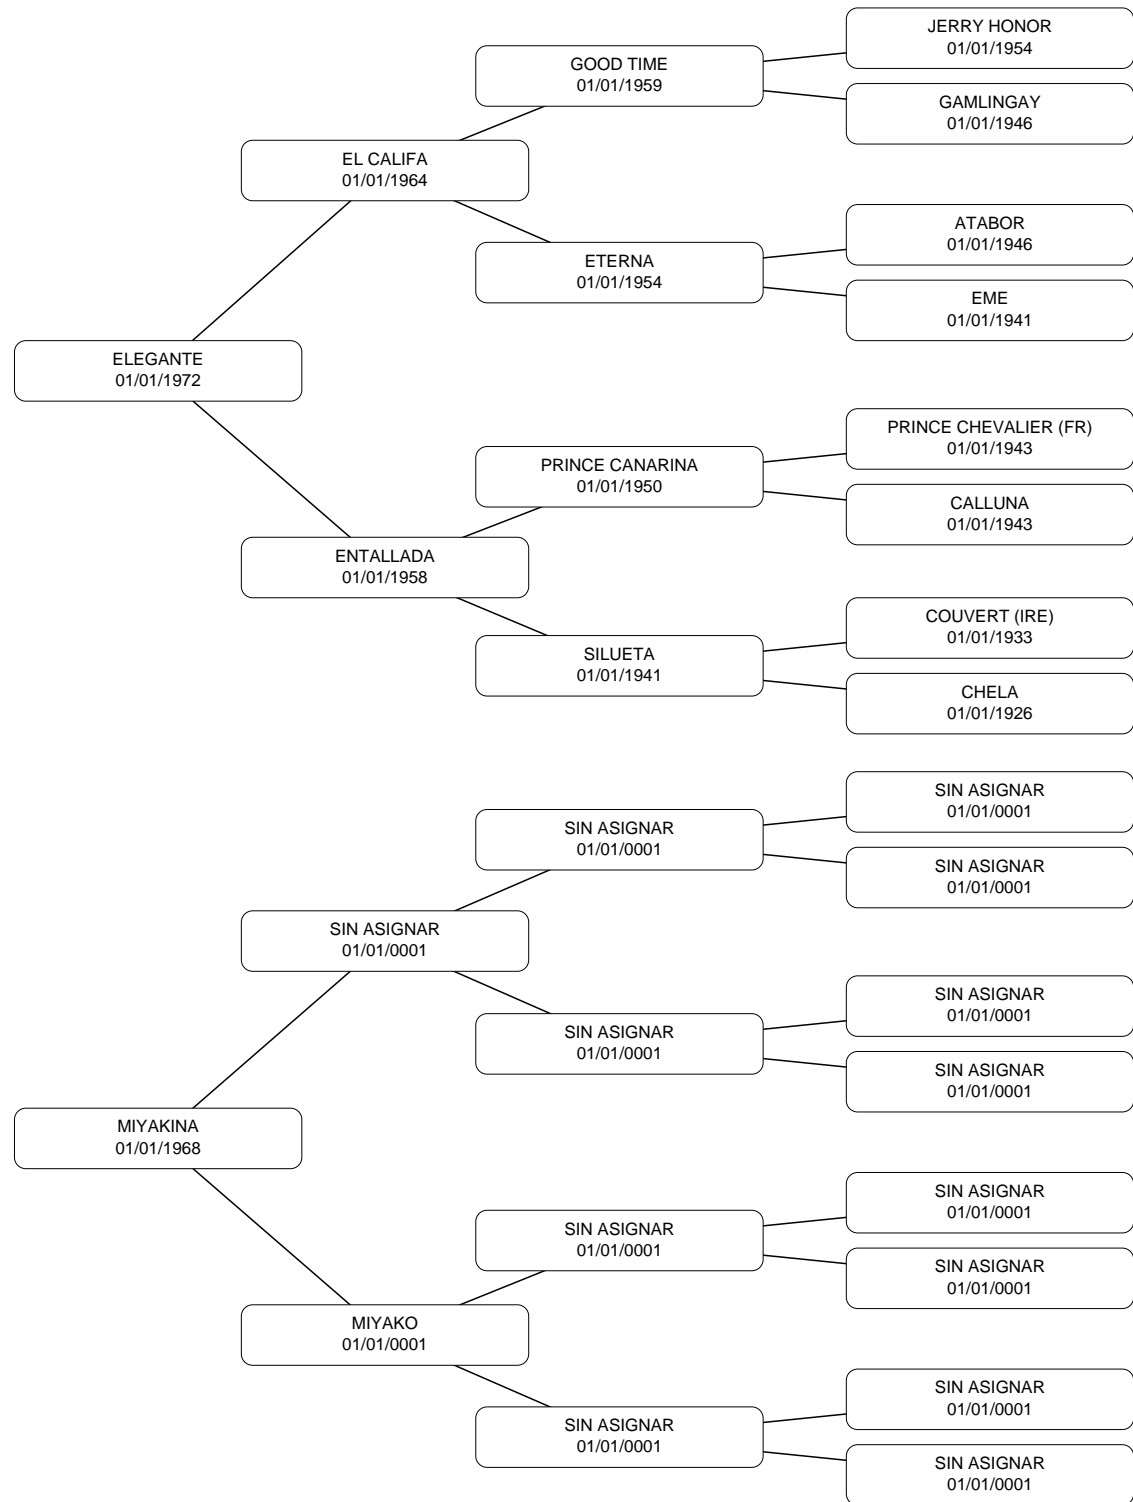 JERRY HONOR
01/01/1954
GOOD TIME
01/01/1959
GAMLINGAY
01/01/1946
EL CALIFA
01/01/1964
ATABOR
01/01/1946
ETERNA
01/01/1954
EME
01/01/1941
ELEGANTE
01/01/1972
PRINCE CHEVALIER (FR)
01/01/1943
PRINCE CANARINA
01/01/1950
CALLUNA
01/01/1943
ENTALLADA
01/01/1958
COUVERT (IRE)
01/01/1933
SILUETA
01/01/1941
CHELA
01/01/1926
SIN ASIGNAR
01/01/0001
SIN ASIGNAR
01/01/0001
SIN ASIGNAR
01/01/0001
SIN ASIGNAR
01/01/0001
SIN ASIGNAR
01/01/0001
SIN ASIGNAR
01/01/0001
SIN ASIGNAR
01/01/0001
MIYAKINA
01/01/1968
SIN ASIGNAR
01/01/0001
SIN ASIGNAR
01/01/0001
SIN ASIGNAR
01/01/0001
MIYAKO
01/01/0001
SIN ASIGNAR
01/01/0001
SIN ASIGNAR
01/01/0001
SIN ASIGNAR
01/01/0001